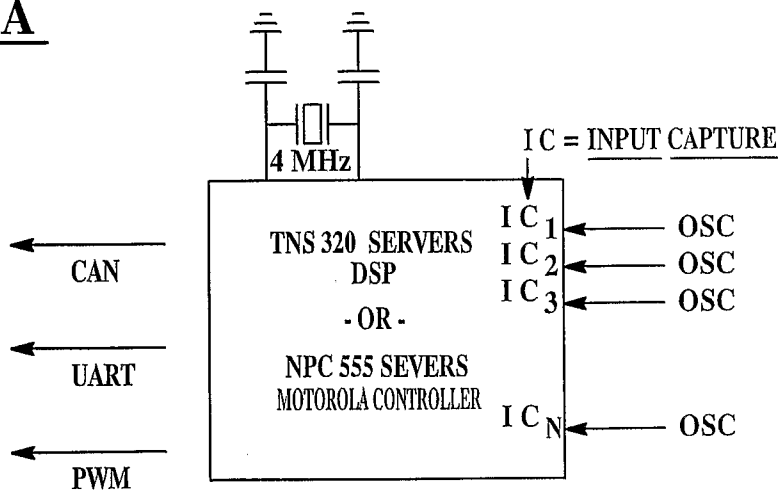 A
4 MHz
I C = INPUT CAPTURE
I C 1
OSC
TNS 320 SERVERS
DSP
- OR -
NPC 555 SEVERS
MOTOROLA CONTROLLER
I C 2
OSC
I C 3
OSC
I C N
OSC
CAN
UART
PWM